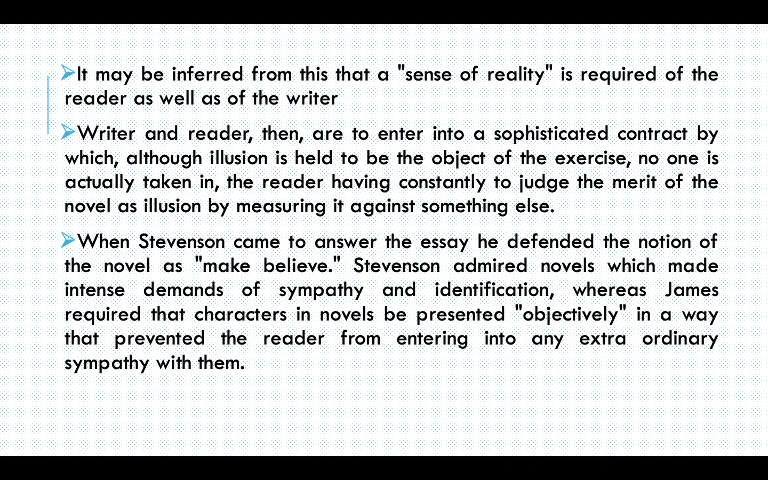 ➢It may be inferred from this that a "sense of reality" is required of the
reader as well as of the writer
➢Writer and reader, then, are to enter into a sophisticated contract by
which, although illusion is held to be the object of the exercise, no one is
actually taken in, the reader having constantly to judge the merit of the
novel as illusion by measuring it against something else.
➢When Stevenson came to answer the essay he defended the notion of
the novel as "make believe." Stevenson admired novels which made
intense demands of sympathy and identification, whereas James
required that characters in novels be presented "objectively" in a way
that prevented the reader from entering into any extra ordinary
sympathy with them.